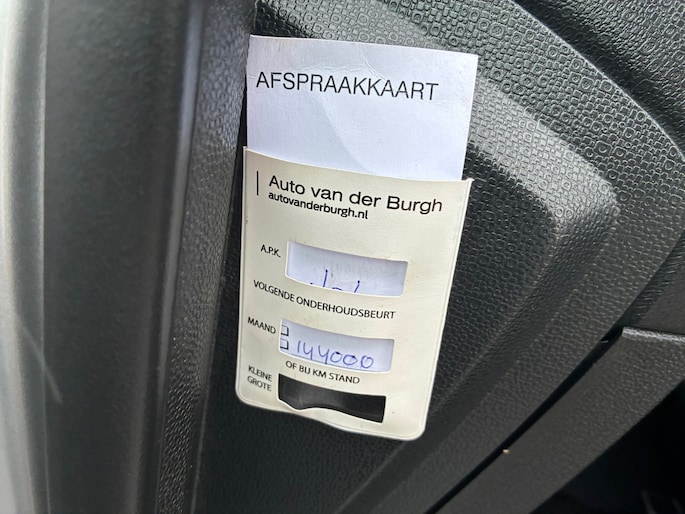 AFSPRAAKKAART
Auto van der Burgh
autovanderburgh.nl
A.P.K.
VOLGENDE ONDERHOUDSBEURT
MAAND
144000
OF BIJ KM STAND
KLEINE
GROTE